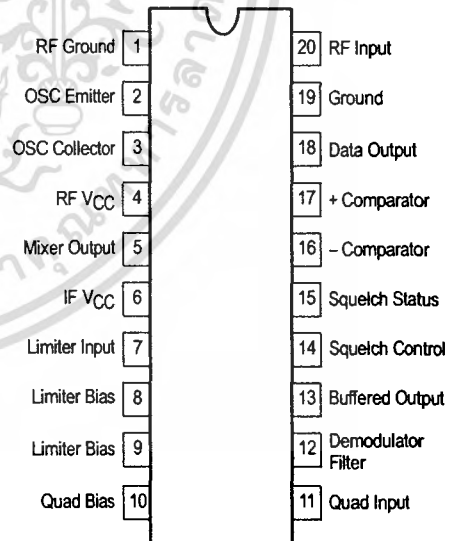 RF Ground 1
OSC Emitter 2
OSC Collector 3
RF VCC 4
Mixer Output 5
IF VCC 6
Limiter Input 7
Limiter Bias 8
Limiter Bias 9
Quad Bias 10
20 RF Input
19 Ground
18 Data Output
17 + Comparator
16 – Comparator
15 Squelch Status
14 Squelch Control
13 Buffered Output
12 Demodulator
Filter
11 Quad Input